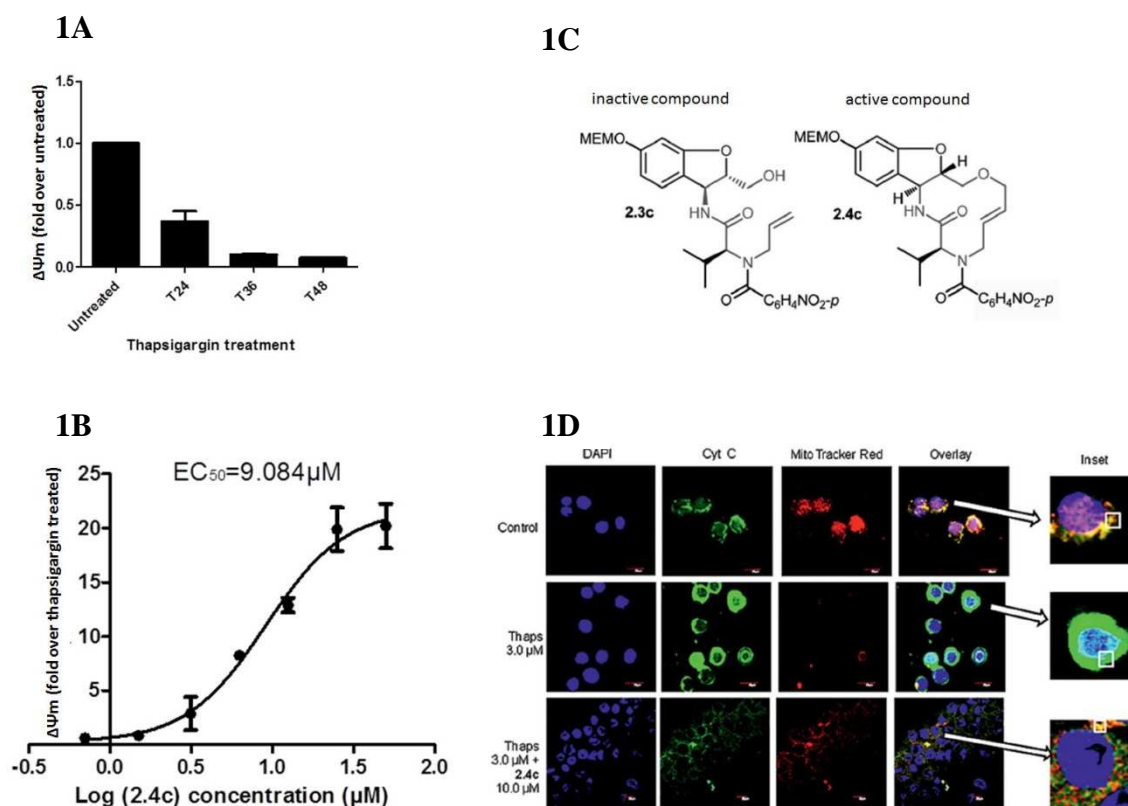 1A
1.5
1.0
0.5
0.0
ΔΨm (fold over untreated)
Untreated
T24
T36
T48
Thapsigargin treatment
1C
inactive compound
active compound
MEMO
O
OH
HN
O
2.3c
N
O
C₆H₄NO₂-p
MEMO
O
H
O
H
HN
O
2.4c
N
O
C₆H₄NO₂-p
1B
EC₅₀=9.084µM
25
20
15
10
5
ΔΨm (fold over thapsigargin treated)
-0.5
0.0
0.5
1.0
1.5
2.0
Log (2.4c) concentration (µM)
1D
DAPI
Cyt C
Mito Tracker Red
Overlay
Inset
Control
Thaps
3.0 µM
Thaps
3.0 µM +
2.4c
10.0 µM